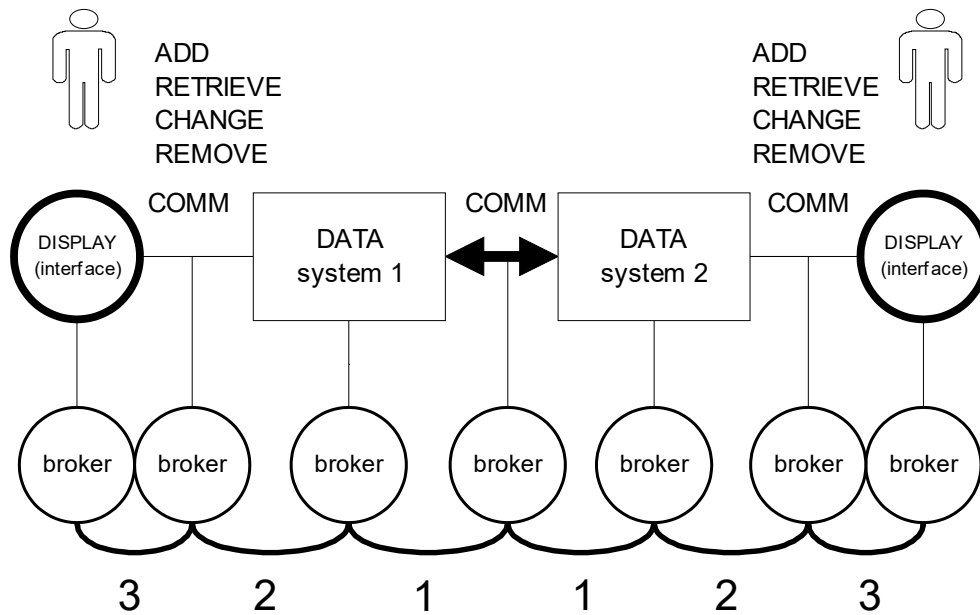 ADD
RETRIEVE
CHANGE
REMOVE
ADD
RETRIEVE
CHANGE
REMOVE
COMM
COMM
COMM
DISPLAY
(interface)
DATA
system 1
DATA
system 2
DISPLAY
(interface)
broker
broker
broker
broker
broker
broker
broker
3
2
1
1
2
3